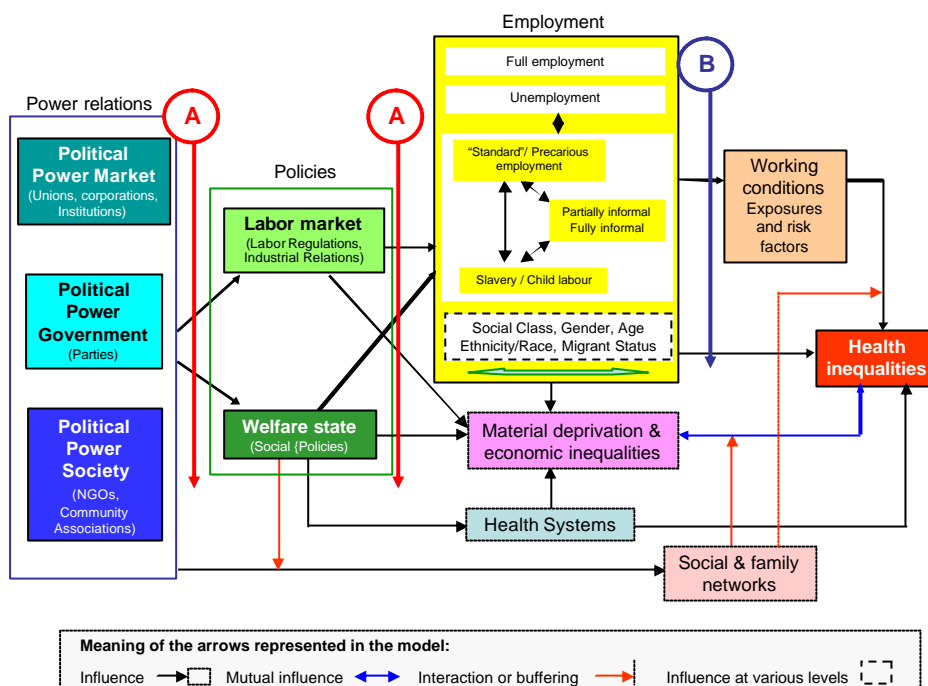 Power relations
A
Political
Power Market
(Unions, corporations,
Institutions)
Political
Power
Government
(Parties)
Political
Power
Society
(NGOs,
Community
Associations)
Policies
A
Labor market
(Labor Regulations,
Industrial Relations)
Welfare state
(Social {Policies)
Employment
Full employment
Unemployment
“Standard”/ Precarious
employment
Partially informal
Fully informal
Slavery / Child labour
Social Class, Gender, Age
Ethnicity/Race, Migrant Status
B
Working
conditions
Exposures
and risk
factors
Health
inequalities
Material deprivation &
economic inequalities
Health Systems
Social & family
networks
Meaning of the arrows represented in the model:
Influence Mutual influence Interaction or buffering Influence at various levels